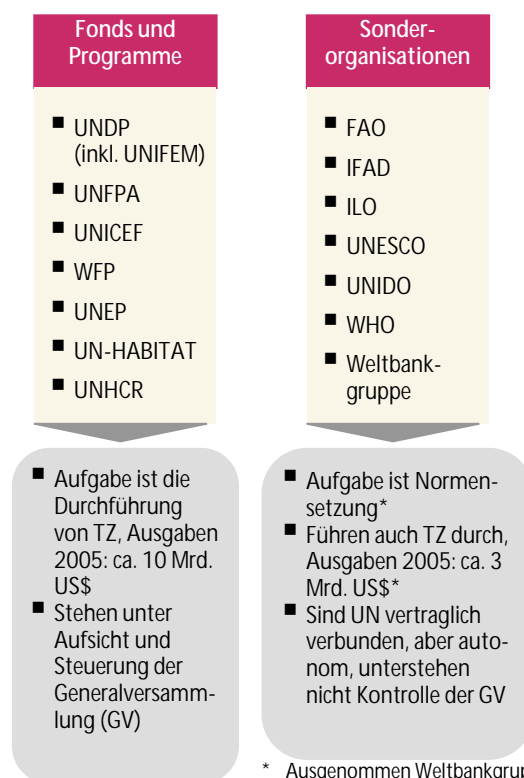 Fonds und
Programme
■ UNDP
(inkl. UNIFEM)
■ UNFPA
■ UNICEF
■ WFP
■ UNEP
■ UN-HABITAT
■ UNHCR
■ Aufgabe ist die
Durchführung
von TZ, Ausgaben
2005: ca. 10 Mrd.
US$
■ Stehen unter
Aufsicht und
Steuerung der
Generalversamm-
lung (GV)
Sonder-
organisationen
■ FAO
■ IFAD
■ ILO
■ UNESCO
■ UNIDO
■ WHO
■ Weltbank-
gruppe
■ Aufgabe ist Normen-
setzung*
■ Führen auch TZ durch,
Ausgaben 2005: ca. 3
Mrd. US$*
■ Sind UN vertraglich
verbunden, aber auto-
nom, unterstehen
nicht Kontrolle der GV
* Ausgenommen